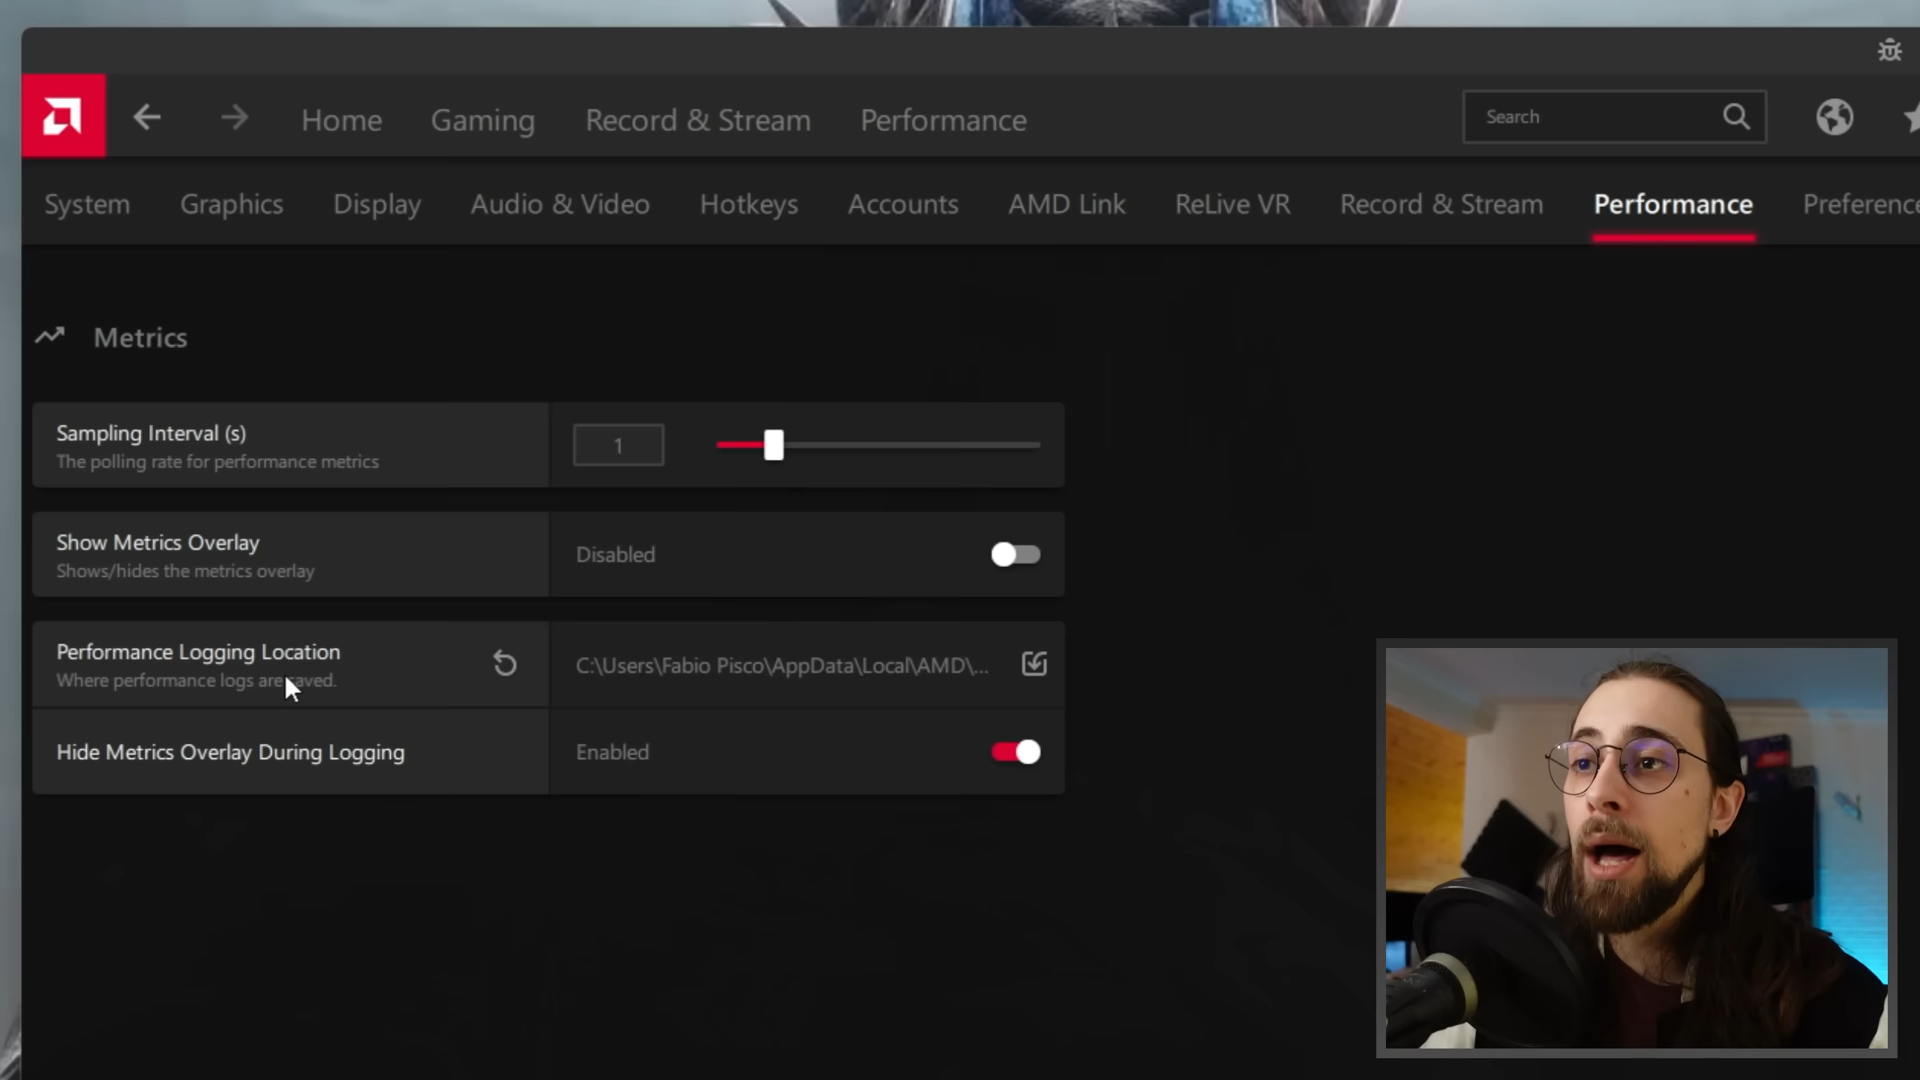 Home Gaming Record & Stream Performance Search
System Graphics Display Audio & Video Hotkeys Accounts AMD Link ReLive VR Record & Stream Performance Preference
Metrics
Sampling Interval (s)
The polling rate for performance metrics
1
Show Metrics Overlay
Shows/hides the metrics overlay
Disabled
Performance Logging Location
Where performance logs are saved.
C:\Users\Fabio Pisco\AppData\Local\AMD\...
Hide Metrics Overlay During Logging
Enabled